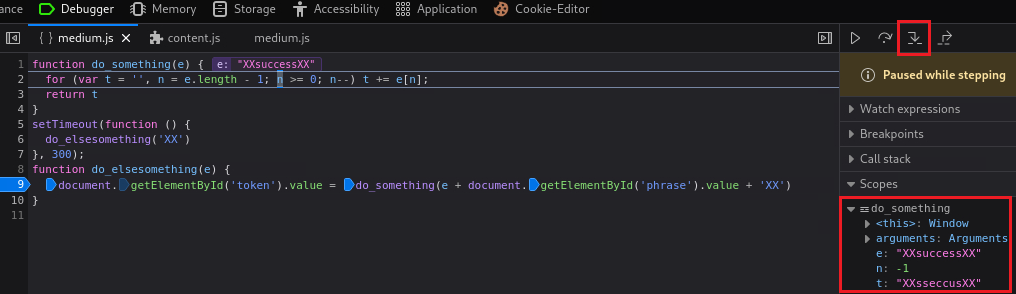 ance Debugger Memory Storage Accessibility Application Cookie-Editor
{ } medium.js content.js medium.js
1 function do_something(e) { e: "XXsuccessXX"
2 for (var t = '', n = e.length - 1; n >= 0; n--) t += e[n];
3 return t
4 }
5 setTimeout(function () {
6 do_elsesomething('XX')
7 }, 300);
8 function do_elsesomething(e) {
9 document.getElementById('token').value = do_something(e + document.getElementById('phrase').value + 'XX')
10 }
11
Paused while stepping
Watch expressions
Breakpoints
Call stack
Scopes
do_something
<this>: Window
arguments: Arguments
e: "XXsuccessXX"
n: -1
t: "XXsseccusXX"